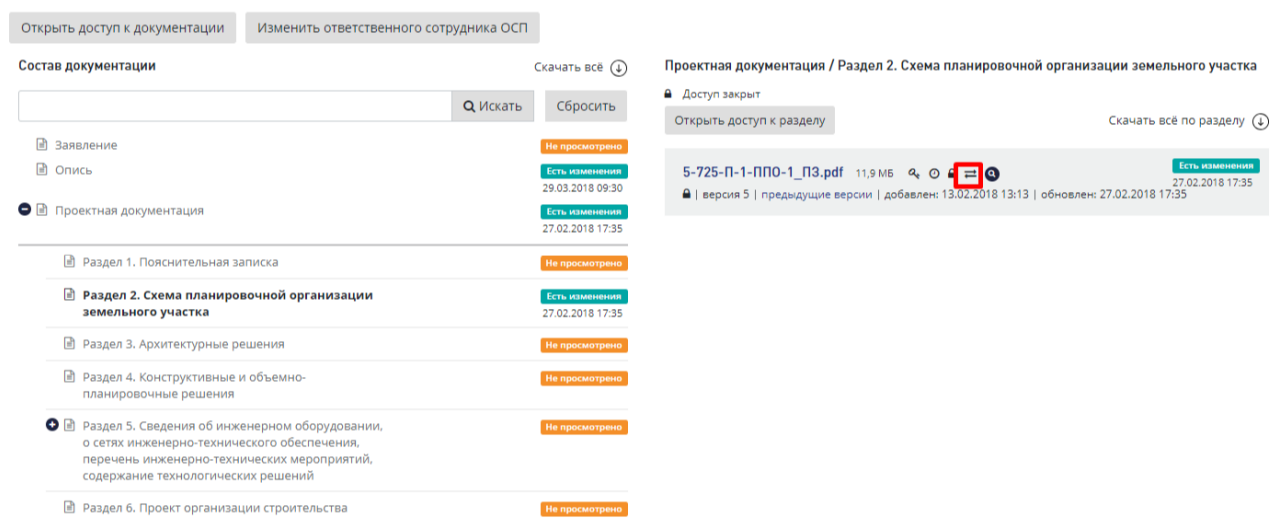 Открыть доступ к документации
Изменить ответственного сотрудника ОСП
Состав документации
Скачать всё
Искать
Сбросить
Заявление
Не просмотрено
Опись
Есть изменения
29.03.2018 09:30
Проектная документация
Есть изменения
27.02.2018 17:35
Раздел 1. Пояснительная записка
Не просмотрено
Раздел 2. Схема планировочной организации
земельного участка
Есть изменения
27.02.2018 17:35
Раздел 3. Архитектурные решения
Не просмотрено
Раздел 4. Конструктивные и объемно-
планировочные решения
Не просмотрено
Раздел 5. Сведения об инженерном оборудовании,
о сетях инженерно-технического обеспечения,
перечень инженерно-технических мероприятий,
содержание технологических решений
Не просмотрено
Раздел 6. Проект организации строительства
Не просмотрено
Проектная документация / Раздел 2. Схема планировочной организации земельного участка
Доступ закрыт
Открыть доступ к разделу
Скачать всё по разделу
5-725-П-1-ППО-1_ПЗ.pdf 11,9 МБ
Есть изменения
27.02.2018 17:35
| версия 5 | предыдущие версии | добавлен: 13.02.2018 13:13 | обновлен: 27.02.2018 17:35